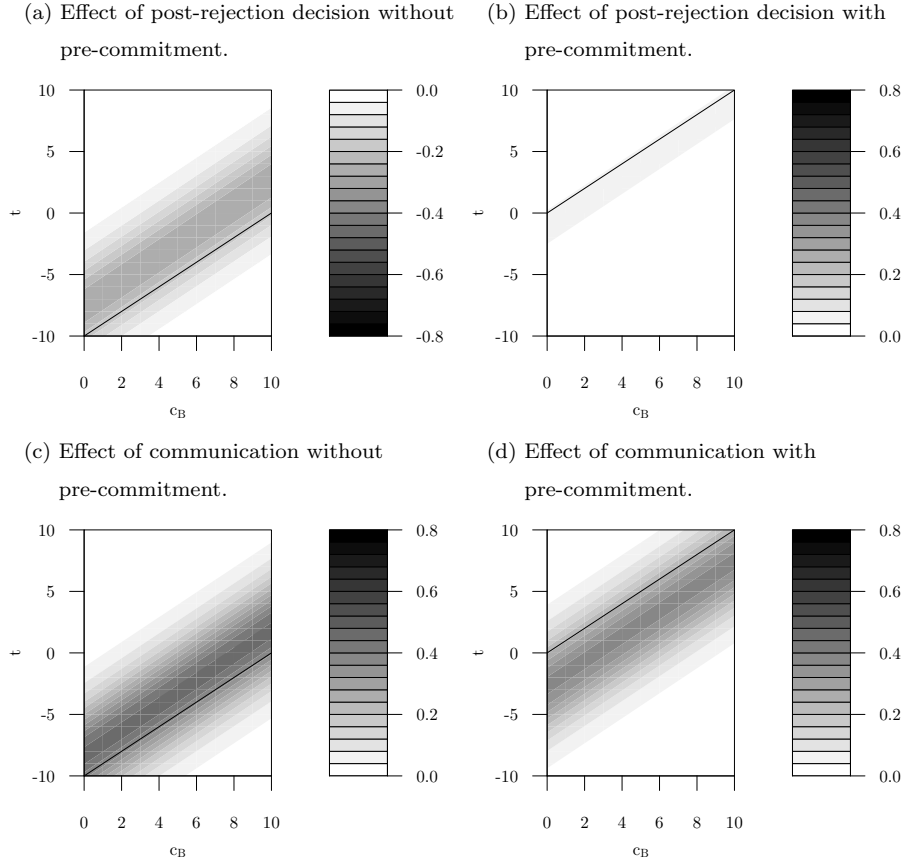 (a) Effect of post-rejection decision without
pre-commitment.
10
5
0
-5
-10
t
0 2 4 6 8 10
c_B
0.0
-0.2
-0.4
-0.6
-0.8
(b) Effect of post-rejection decision with
pre-commitment.
10
5
0
-5
-10
t
0 2 4 6 8 10
c_B
0.8
0.6
0.4
0.2
0.0
(c) Effect of communication without
pre-commitment.
10
5
0
-5
-10
t
0 2 4 6 8 10
c_B
0.8
0.6
0.4
0.2
0.0
(d) Effect of communication with
pre-commitment.
10
5
0
-5
-10
t
0 2 4 6 8 10
c_B
0.8
0.6
0.4
0.2
0.0